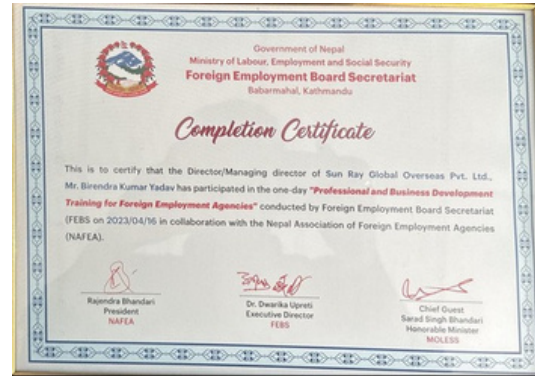 Government of Nepal
Ministry of Labour, Employment and Social Security
Foreign Employment Board Secretariat
Babarmahal, Kathmandu
Completion Certificate
This is to certify that the Director/Managing director of Sun Ray Global Overseas Pvt. Ltd.,
Mr. Birendra Kumar Yadav has participated in the one-day "Professional and Business Development
Training for Foreign Employment Agencies" conducted by Foreign Employment Board Secretariat
(FEBS on 2023/04/16 in collaboration with the Nepal Association of Foreign Employment Agencies
(NAFEA).
Rajendra Bhandari
President
NAFEA
Dr. Dwarika Upreti
Executive Director
FEBS
Chief Guest
Sarad Singh Bhandari
Honorable Minister
MOLESS